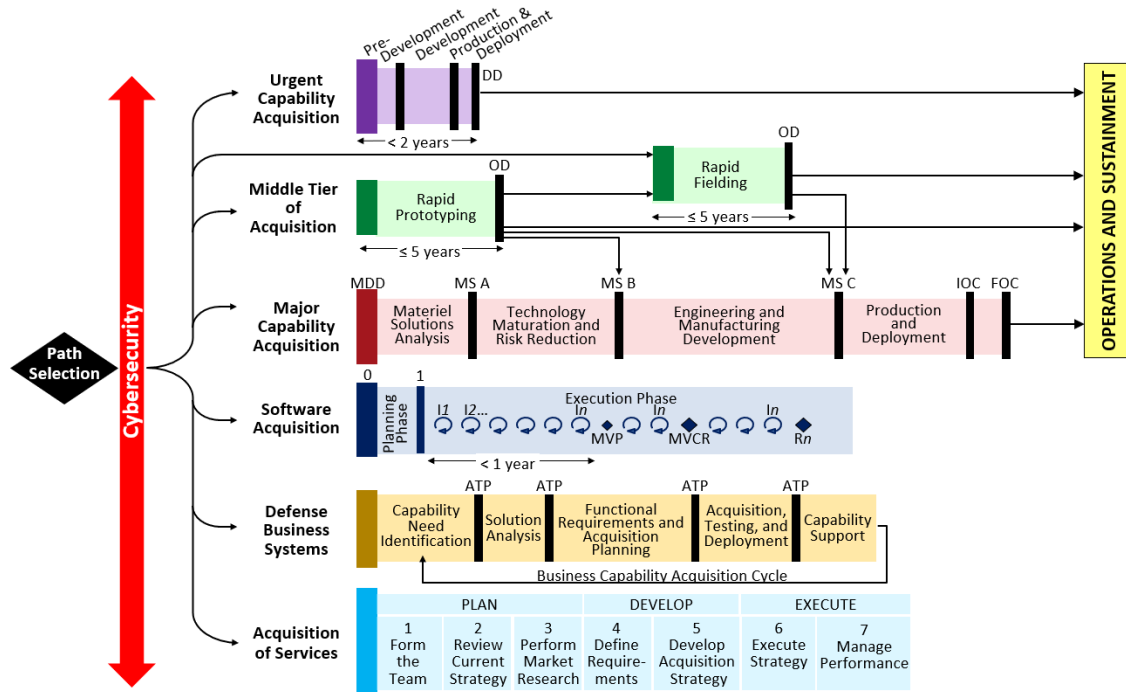 Pre-
Development
Development
Production &
Deployment
DD
Urgent
Capability
Acquisition
< 2 years
OPERATIONS AND SUSTAINMENT
OD
Rapid
Fielding
≤ 5 years
OD
Middle Tier
of
Acquisition
Rapid
Prototyping
≤ 5 years
MDD
MS A
MS B
MS C
IOC
FOC
Major
Capability
Acquisition
Materiel
Solutions
Analysis
Technology
Maturation and
Risk Reduction
Engineering and
Manufacturing
Development
Production
and
Deployment
Path
Selection
Cybersecurity
0
1
Software
Acquisition
Planning
Phase
Execution Phase
I1
I2...
In
In
In
MVP
MVCR
Rn
< 1 year
ATP
ATP
ATP
ATP
Defense
Business
Systems
Capability
Need
Identification
Solution
Analysis
Functional
Requirements and
Acquisition
Planning
Acquisition,
Testing, and
Deployment
Capability
Support
Business Capability Acquisition Cycle
PLAN
DEVELOP
EXECUTE
Acquisition
of Services
1
Form
the
Team
2
Review
Current
Strategy
3
Perform
Market
Research
4
Define
Require-
ments
5
Develop
Acquisition
Strategy
6
Execute
Strategy
7
Manage
Performance